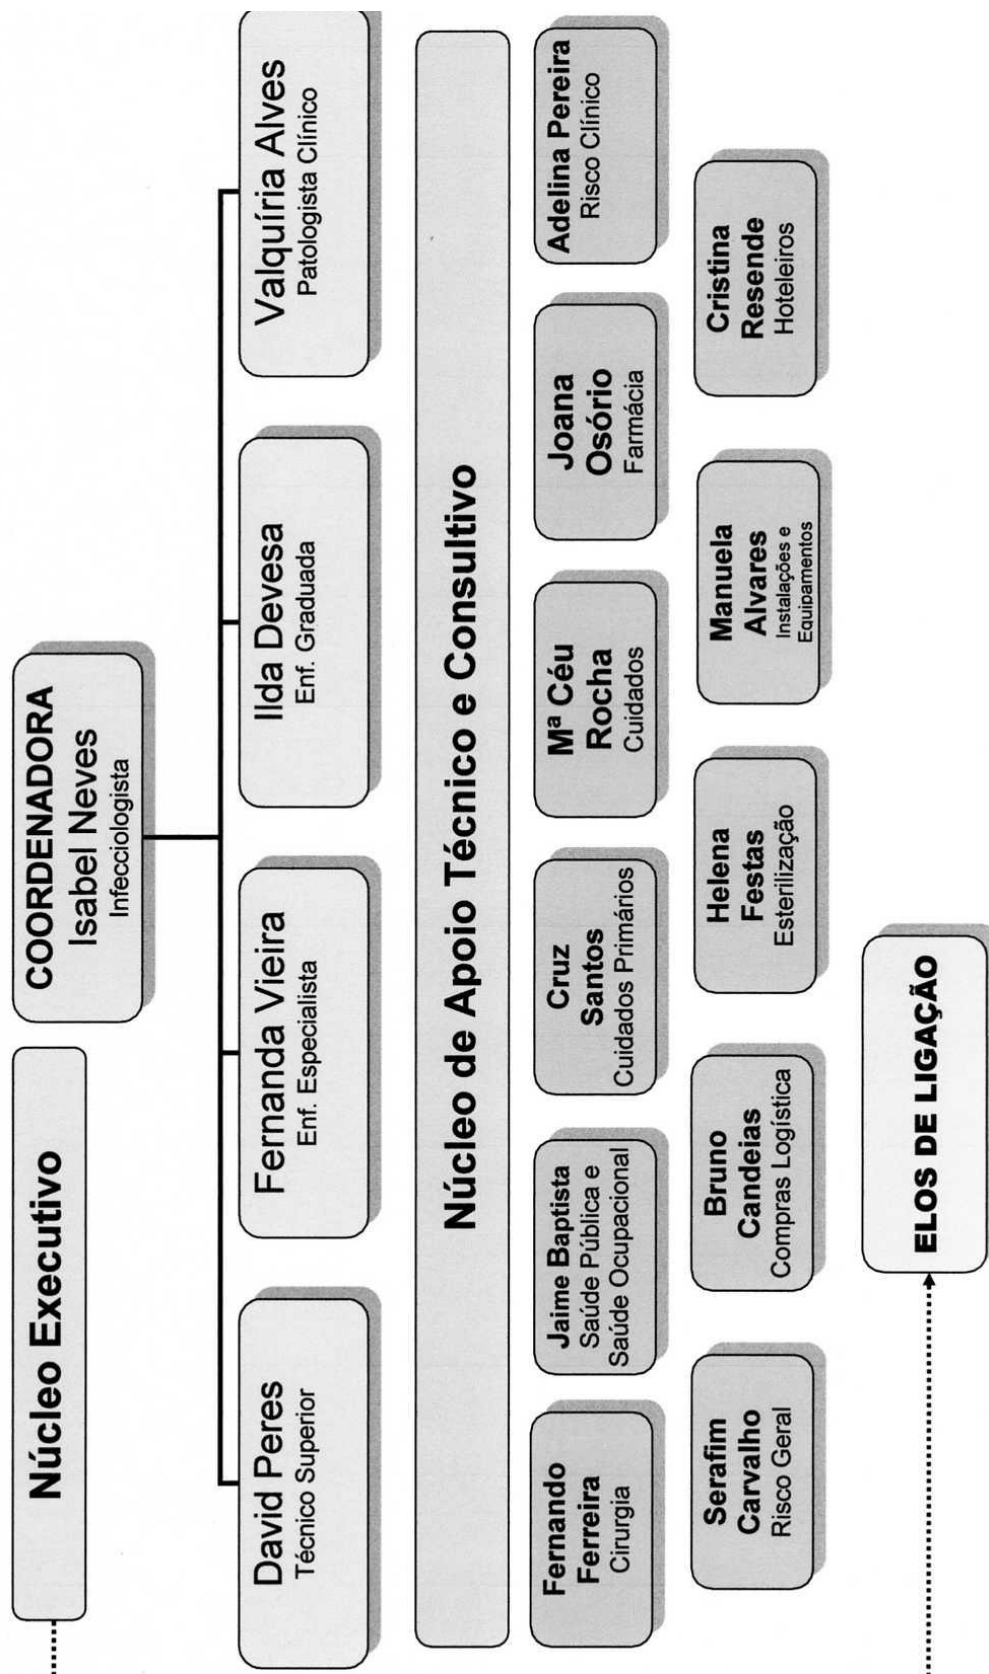 Núcleo Executivo
COORDENADORA
Isabel Neves
Infecciologista
David Peres
Técnico Superior
Fernanda Vieira
Enf. Especialista
Ilda Devesa
Enf. Graduada
Valquíria Alves
Patologista Clínico
Núcleo de Apoio Técnico e Consultivo
Fernando
Ferreira
Cirurgia
Jaime Baptista
Saúde Pública e
Saúde Ocupacional
Cruz
Santos
Cuidados Primários
Mª Céu
Rocha
Cuidados
Joana
Osório
Farmácia
Adelina Pereira
Risco Clínico
Serafim
Carvalho
Risco Geral
Bruno
Candeias
Compras Logística
Helena
Festas
Esterilização
Manuela
Alvares
Instalações e
Equipamentos
Cristina
Resende
Hoteleiros
ELOS DE LIGAÇÃO